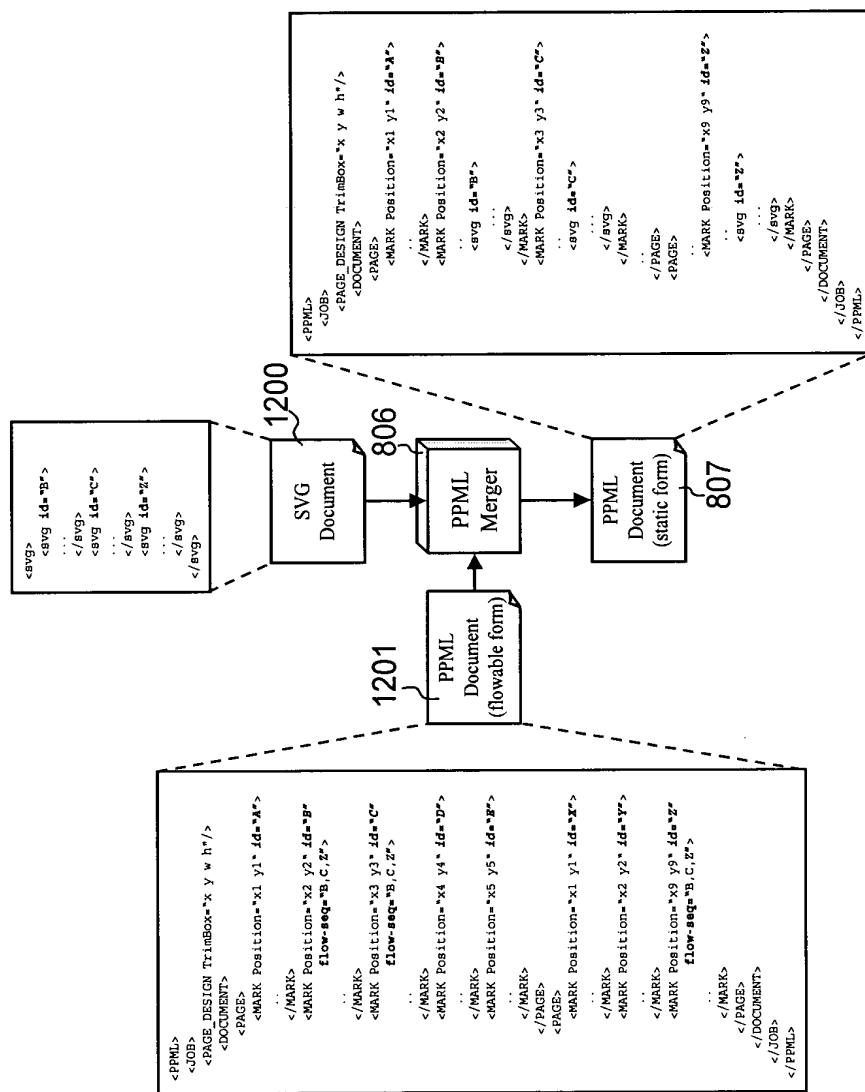 <PPML>
<JOB>
<PAGE_DESIGN TrimBox="x y w h"/>
<DOCUMENT>
<PAGE>
<MARK Position="x1 y1" id="A">
..
</MARK>
<MARK Position="x2 y2" id="B"
flow-seq="B,C,Z">
..
</MARK>
<MARK Position="x3 y3" id="C"
flow-seq="B,C,Z">
..
</MARK>
<MARK Position="x4 y4" id="D">
..
</MARK>
<MARK Position="x5 y5" id="E">
..
</MARK>
</PAGE>
<PAGE>
<MARK Position="x1 y1" id="X">
..
</MARK>
<MARK Position="x2 y2" id="Y">
..
</MARK>
<MARK Position="x9 y9" id="Z"
flow-seq="B,C,Z">
..
</MARK>
</PAGE>
</DOCUMENT>
</JOB>
</PPML>
1201
PPML
Document
(flowable form)
<svg>
<svg id="B">
...
</svg>
<svg id="C">
...
</svg>
<svg id="Z">
...
</svg>
</svg>
1200
SVG
Document
806
PPML
Merger
PPML
Document
(static form)
807
<PPML>
<JOB>
<PAGE_DESIGN TrimBox="x y w h"/>
<DOCUMENT>
<PAGE>
<MARK Position="x1 y1" id="A">
..
</MARK>
<MARK Position="x2 y2" id="B">
..
<svg id="B">
...
</svg>
</MARK>
<MARK Position="x3 y3" id="C">
..
<svg id="C">
...
</svg>
</MARK>
..
</PAGE>
<PAGE>
..
<MARK Position="x9 y9" id="Z">
..
<svg id="Z">
...
</svg>
</MARK>
</PAGE>
</DOCUMENT>
</JOB>
</PPML>